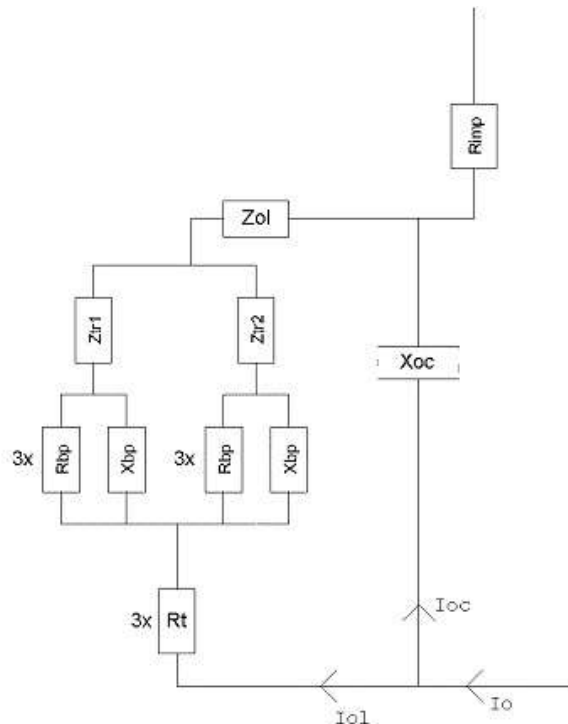 Rimp
Zol
Ztr1
Ztr2
Xoc
3x
Rbp
Xbp
3x
Rbp
Xbp
3x
Rt
Ioc
Io
Iol